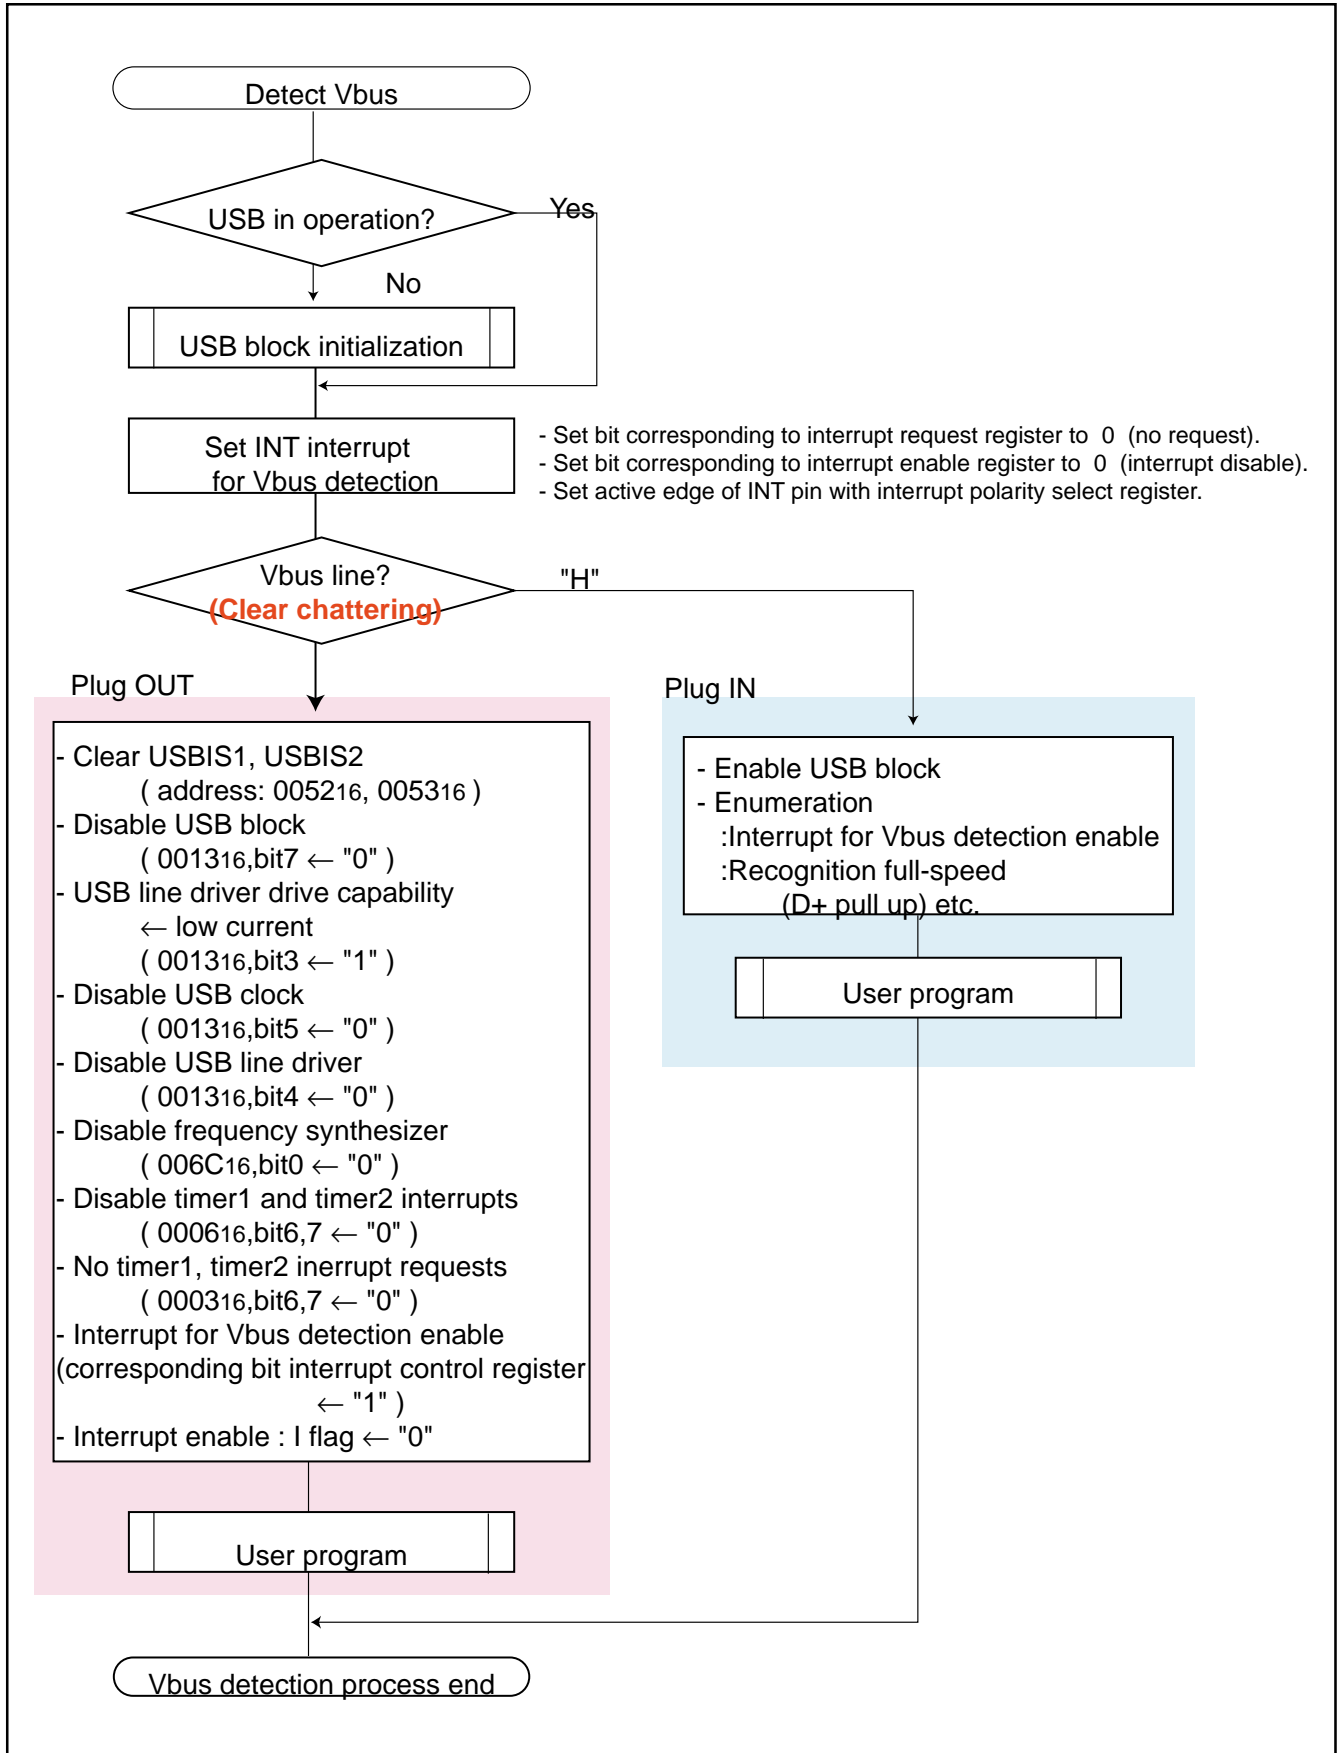 Detect Vbus
USB in operation?
Yes
No
USB block initialization
Set INT interrupt
for Vbus detection
- Set bit corresponding to interrupt request register to 0 (no request).
- Set bit corresponding to interrupt enable register to 0 (interrupt disable).
- Set active edge of INT pin with interrupt polarity select register.
Vbus line?
(Clear chattering)
"H"
Plug OUT
- Clear USBIS1, USBIS2
( address: 005216, 005316 )
- Disable USB block
( 001316,bit7 ← "0" )
- USB line driver drive capability
← low current
( 001316,bit3 ← "1" )
- Disable USB clock
( 001316,bit5 ← "0" )
- Disable USB line driver
( 001316,bit4 ← "0" )
- Disable frequency synthesizer
( 006C16,bit0 ← "0" )
- Disable timer1 and timer2 interrupts
( 000616,bit6,7 ← "0" )
- No timer1, timer2 inerrupt requests
( 000316,bit6,7 ← "0" )
- Interrupt for Vbus detection enable
(corresponding bit interrupt control register
← "1" )
- Interrupt enable : I flag ← "0"
User program
Plug IN
- Enable USB block
- Enumeration
:Interrupt for Vbus detection enable
:Recognition full-speed
(D+ pull up) etc.
User program
Vbus detection process end